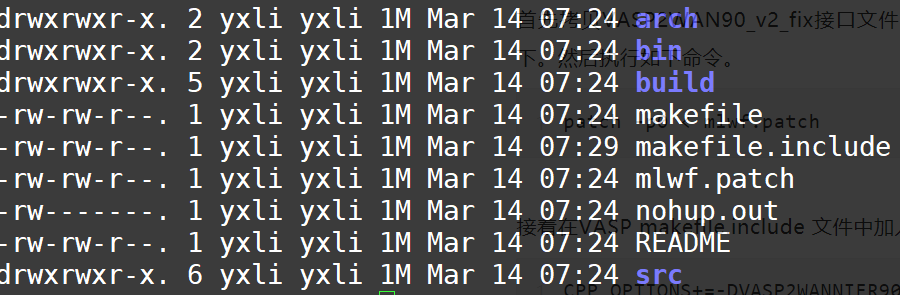 drwxrwxr-x. 2 yxli yxli 1M Mar 14 07:24 arch
drwxrwxr-x. 2 yxli yxli 1M Mar 14 07:24 bin
drwxrwxr-x. 5 yxli yxli 1M Mar 14 07:24 build
-rw-rw-r--. 1 yxli yxli 1M Mar 14 07:24 makefile
-rw-rw-r--. 1 yxli yxli 1M Mar 14 07:29 makefile.include
-rw-rw-r--. 1 yxli yxli 1M Mar 14 07:24 mlwf.patch
-rw-------. 1 yxli yxli 1M Mar 14 07:24 nohup.out
-rw-rw-r--. 1 yxli yxli 1M Mar 14 07:24 README
drwxrwxr-x. 6 yxli yxli 1M Mar 14 07:24 src
VASP2WAN90_v2_fix接口文件
下。然后执行如下命令。
patch -p0 < mlwf.patch
接着在VASP makefile.include 文件中加入
CPP_OPTIONS+=-DVASP2WANNIER90